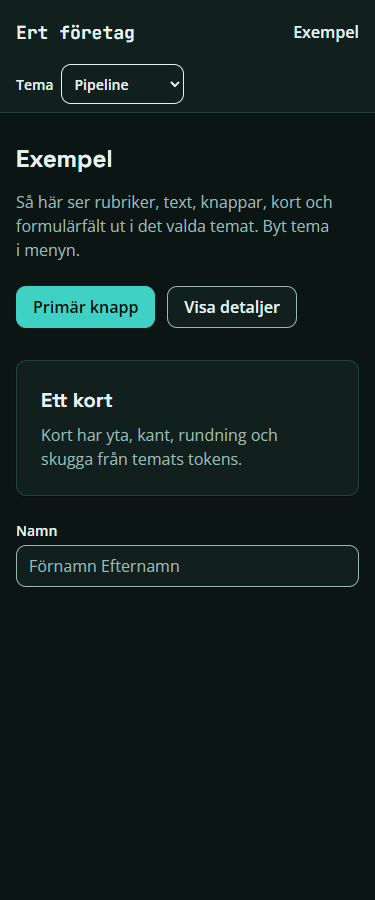 Ert företag
Exempel
Tema
Pipeline
Exempel
Så här ser rubriker, text, knappar, kort och
formulärfält ut i det valda temat. Byt tema
i menyn.
Primär knapp
Visa detaljer
Ett kort
Kort har yta, kant, rundning och
skugga från temats tokens.
Namn
Förnamn Efternamn